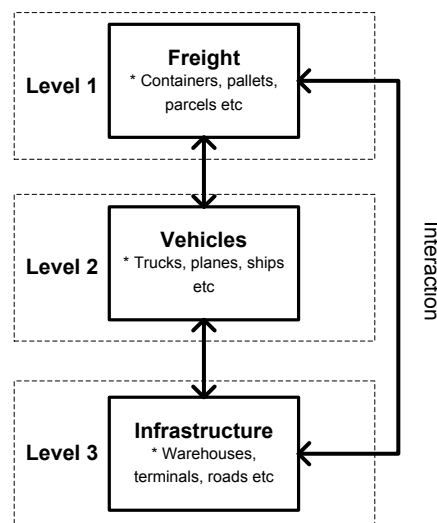 Freight
Level 1
* Containers, pallets,
parcels etc
Interaction
Vehicles
Level 2
* Trucks, planes, ships
etc
Infrastructure
Level 3
* Warehouses,
terminals, roads etc